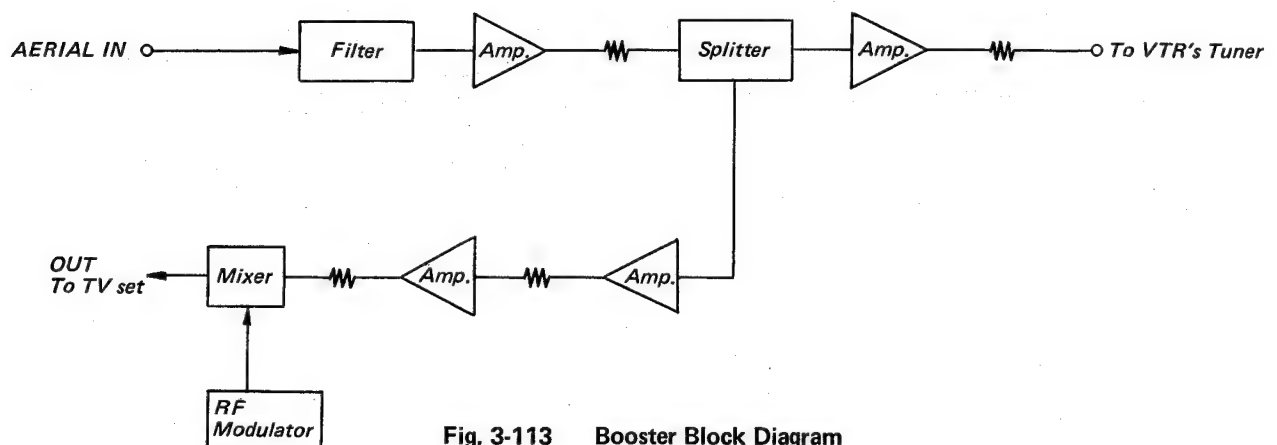 AERIAL IN
Filter
Amp.
Splitter
Amp.
To VTR's Tuner
OUT
To TV set
Mixer
Amp.
Amp.
RF
Modulator
Fig. 3-113 Booster Block Diagram